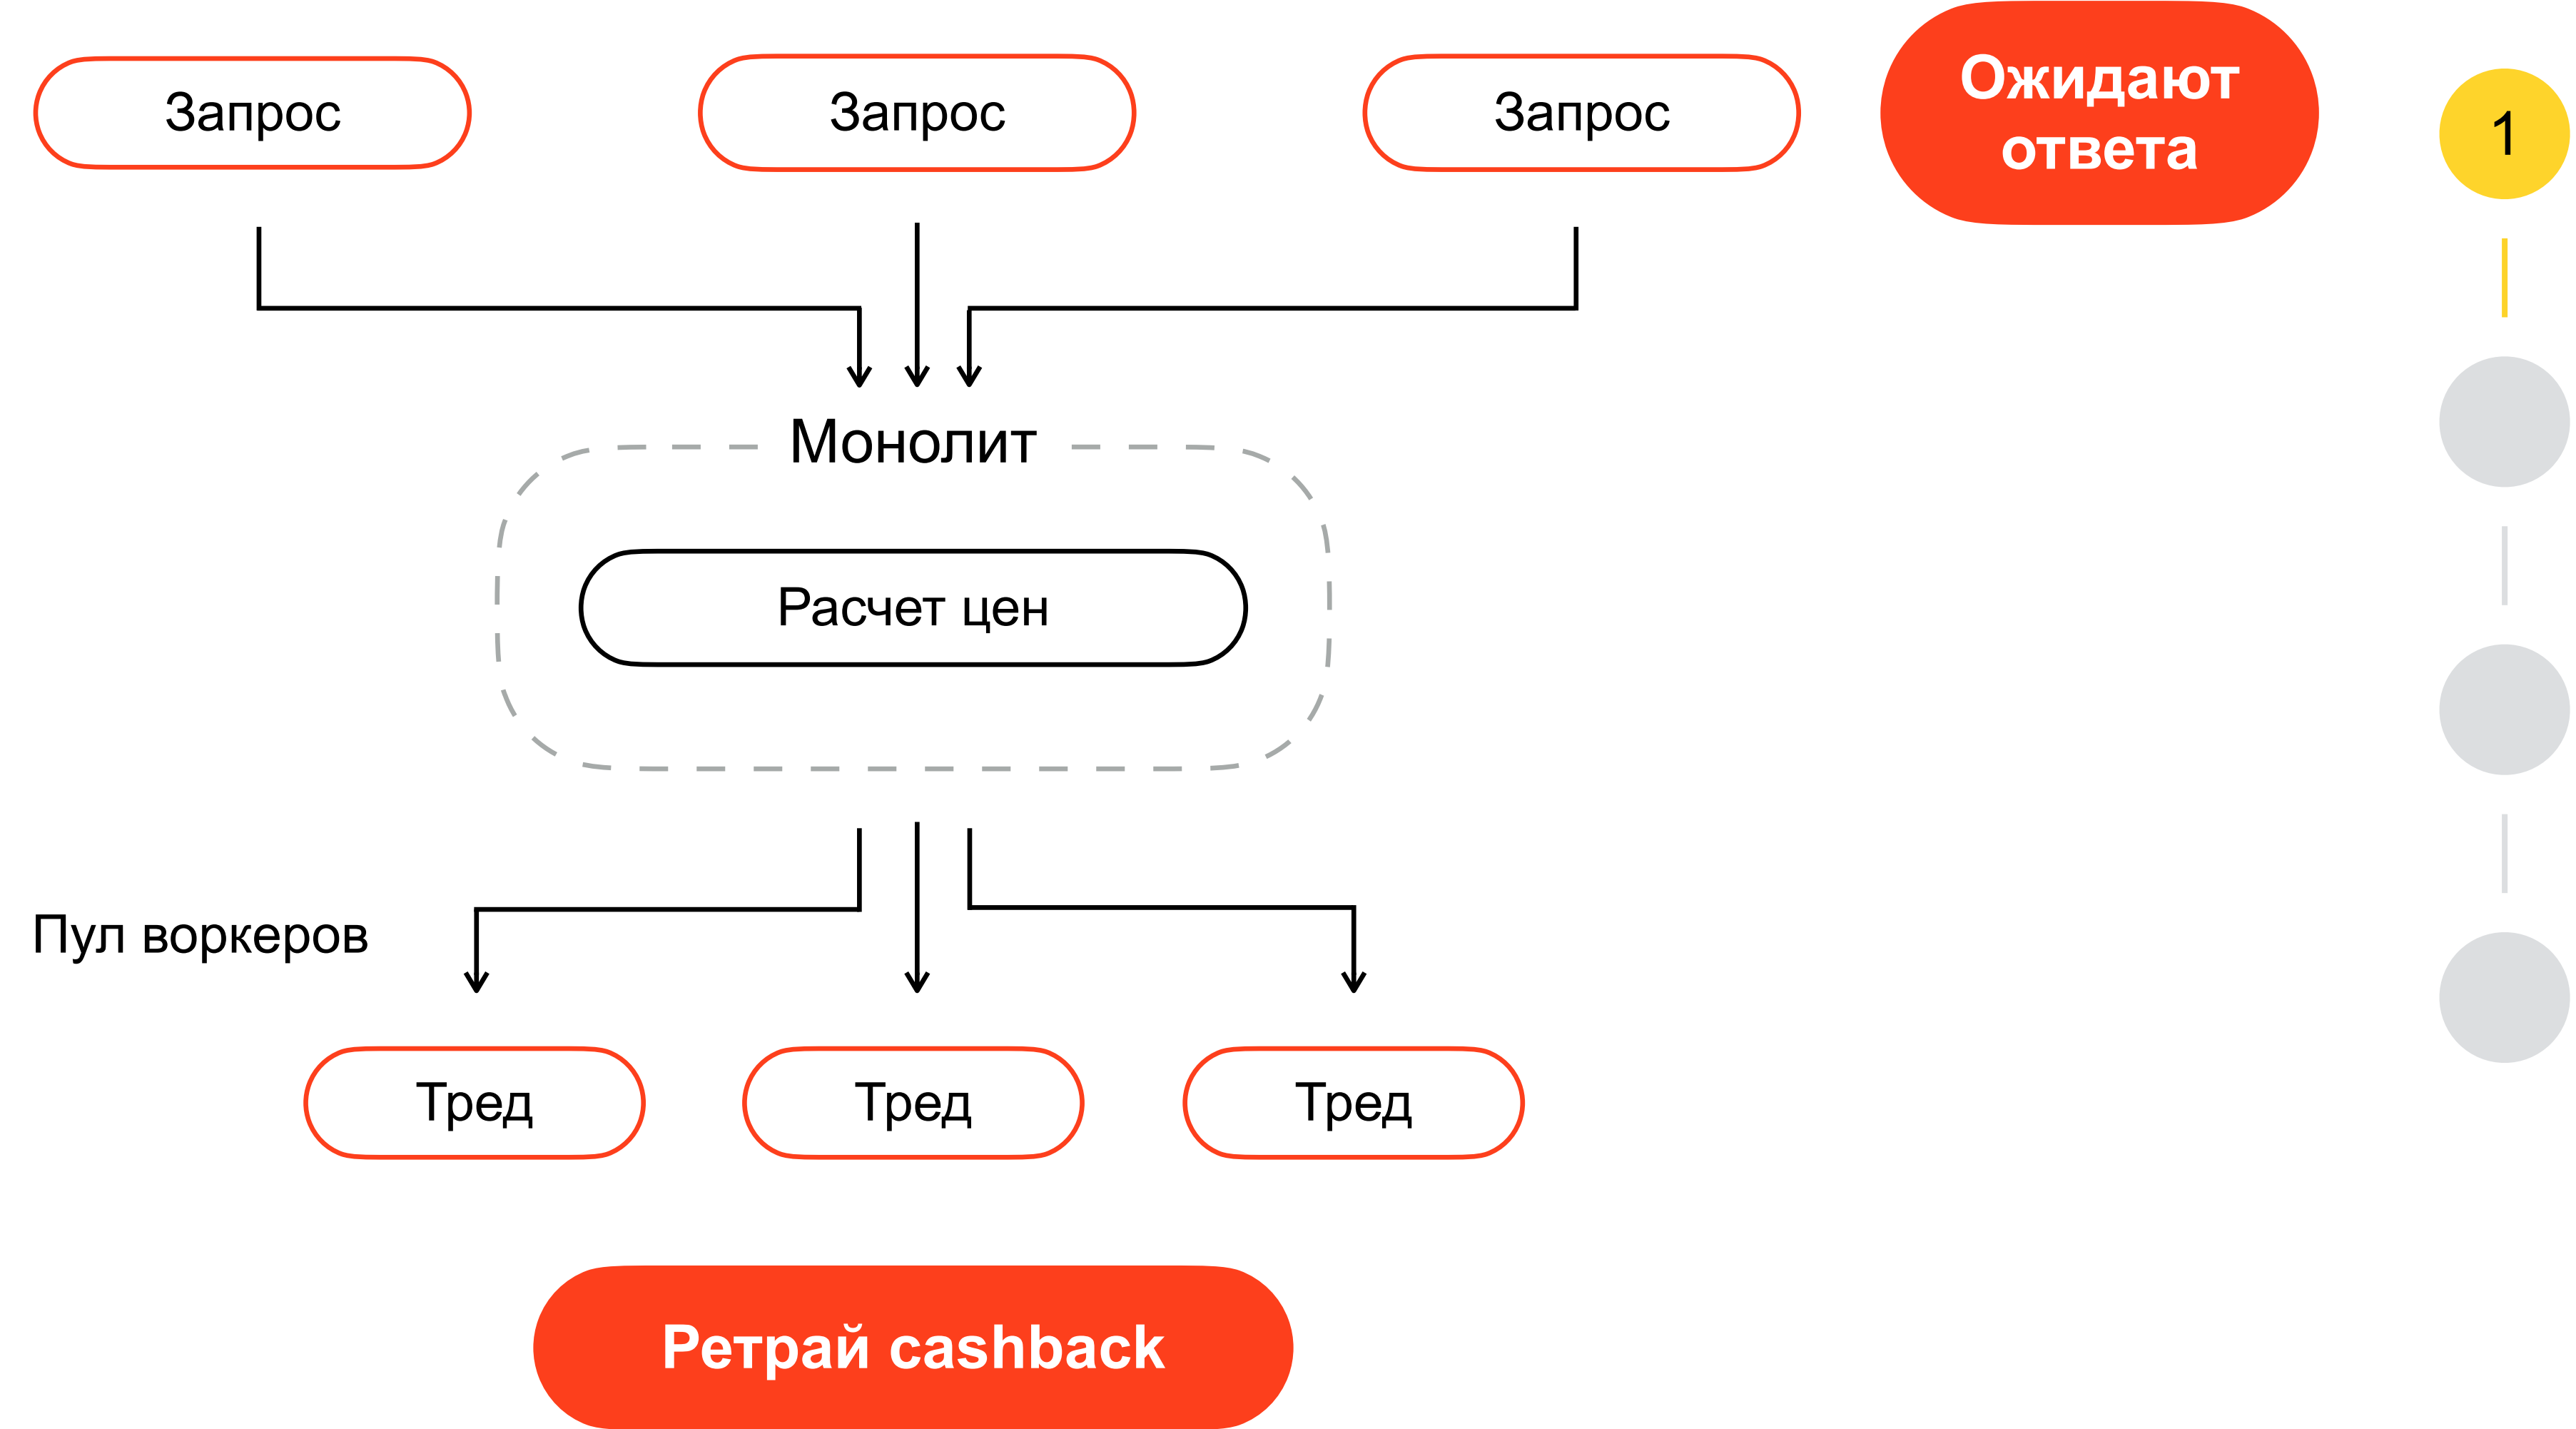 Запрос
Запрос
Запрос
Ожидают
ответа
1
Монолит
Расчет цен
Пул воркеров
Тред
Тред
Тред
Ретрай cashback